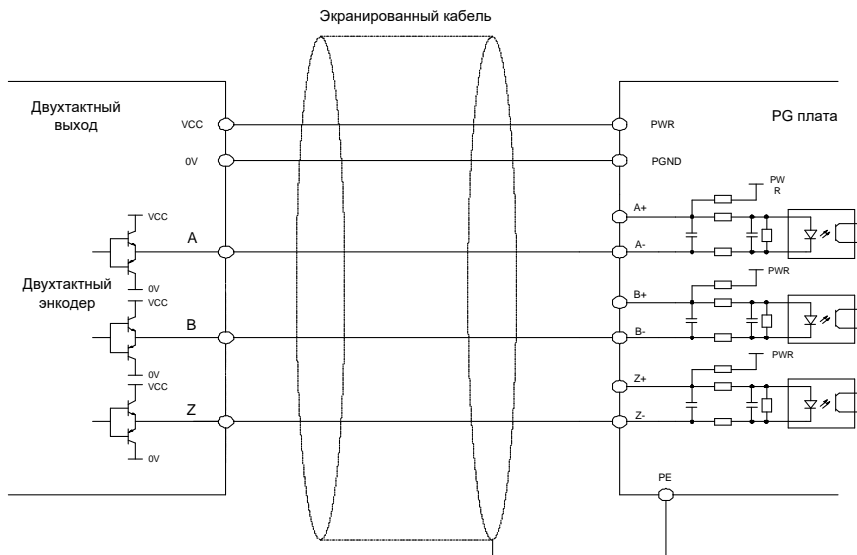 Экранированный кабель
Двухтактный
выход
PG плата
VCC
PWR
0V
PGND
PW
R
A+
VCC
A
A-
0V
Двухтактный
энкодер
PWR
B+
VCC
B
B-
0V
PWR
Z+
VCC
Z
Z-
0V
PE